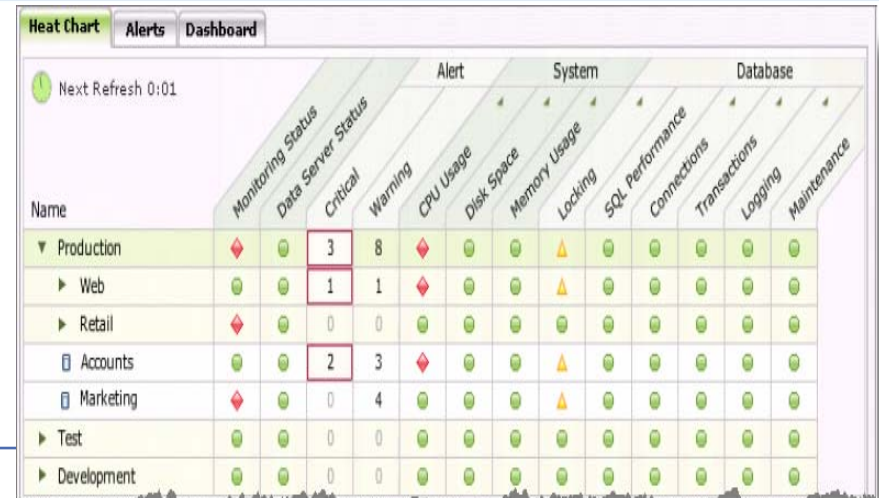 Heat Chart Alerts Dashboard
Next Refresh 0:01
Alert System Database
Name Monitoring Status Data Server Status Critical Warning CPU Usage Disk Space Memory Usage Locking SQL Performance Connections Transactions Logging Maintenance
Production 3 8
Web 1 1
Retail 0 0
Accounts 2 3
Marketing 0 4
Test 0 0
Development 0 0